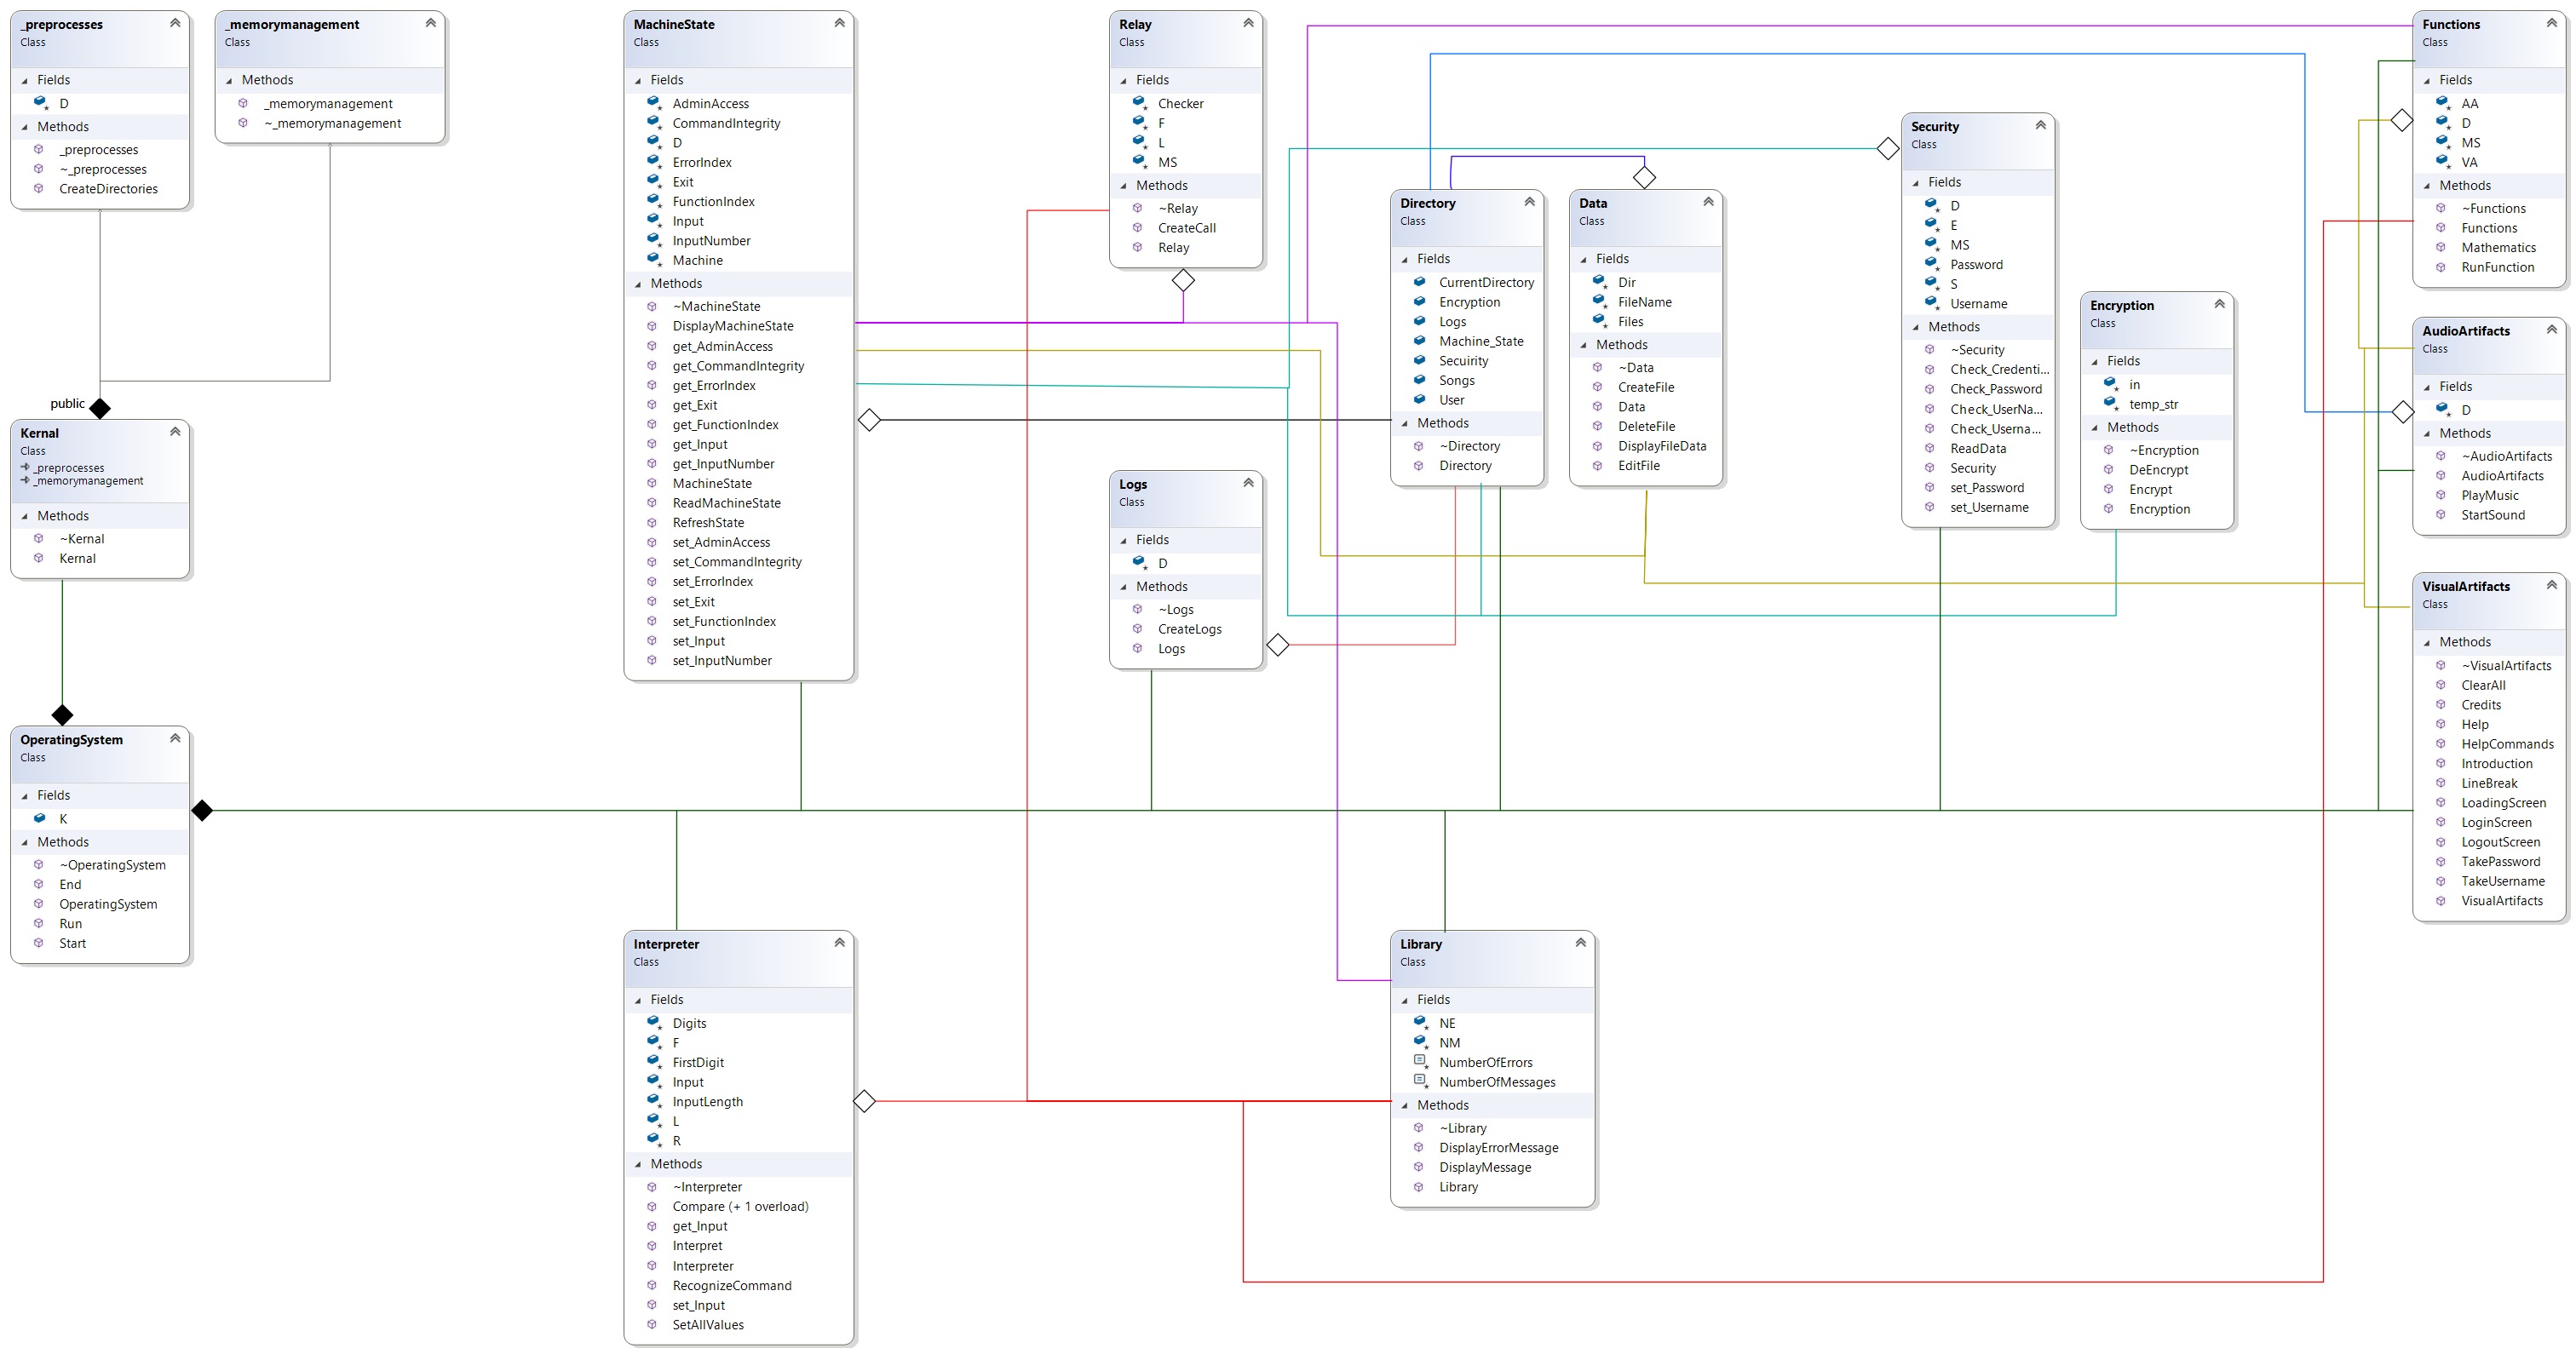 _preprocesses
Class
Fields
D
Methods
_preprocesses
~_preprocesses
CreateDirectories
_memorymanagement
Class
Methods
_memorymanagement
~_memorymanagement
public
Kernal
Class
_preprocesses
_memorymanagement
Methods
~Kernal
Kernal
OperatingSystem
Class
Fields
K
Methods
~OperatingSystem
End
OperatingSystem
Run
Start
MachineState
Class
Fields
AdminAccess
CommandIntegrity
D
ErrorIndex
Exit
FunctionIndex
Input
InputNumber
Machine
Methods
~MachineState
DisplayMachineState
get_AdminAccess
get_CommandIntegrity
get_ErrorIndex
get_Exit
get_FunctionIndex
get_Input
get_InputNumber
MachineState
ReadMachineState
RefreshState
set_AdminAccess
set_CommandIntegrity
set_ErrorIndex
set_Exit
set_FunctionIndex
set_Input
set_InputNumber
Interpreter
Class
Fields
Digits
F
FirstDigit
Input
InputLength
L
R
Methods
~Interpreter
Compare (+ 1 overload)
get_Input
Interpret
Interpreter
RecognizeCommand
set_Input
SetAllValues
Relay
Class
Fields
Checker
F
L
MS
Methods
~Relay
CreateCall
Relay
Logs
Class
Fields
D
Methods
~Logs
CreateLogs
Logs
Directory
Class
Fields
CurrentDirectory
Encryption
Logs
Machine_State
Secuirity
Songs
User
Methods
~Directory
Directory
Data
Class
Fields
Dir
FileName
Files
Methods
~Data
CreateFile
Data
DeleteFile
DisplayFileData
EditFile
Library
Class
Fields
NE
NM
NumberOfErrors
NumberOfMessages
Methods
~Library
DisplayErrorMessage
DisplayMessage
Library
Security
Class
Fields
D
E
MS
Password
S
Username
Methods
~Security
Check_Credenti...
Check_Password
Check_UserNa...
Check_Userna...
ReadData
Security
set_Password
set_Username
Encryption
Class
Fields
in
temp_str
Methods
~Encryption
DeEncrypt
Encrypt
Encryption
Functions
Class
Fields
AA
D
MS
VA
Methods
~Functions
Functions
Mathematics
RunFunction
AudioArtifacts
Class
Fields
D
Methods
~AudioArtifacts
AudioArtifacts
PlayMusic
StartSound
VisualArtifacts
Class
Methods
~VisualArtifacts
ClearAll
Credits
Help
HelpCommands
Introduction
LineBreak
LoadingScreen
LoginScreen
LogoutScreen
TakePassword
TakeUsername
VisualArtifacts